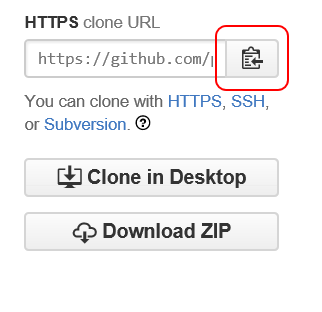 HTTPS clone URL
https://github.com/
You can clone with HTTPS, SSH,
or Subversion. ?
Clone in Desktop
Download ZIP